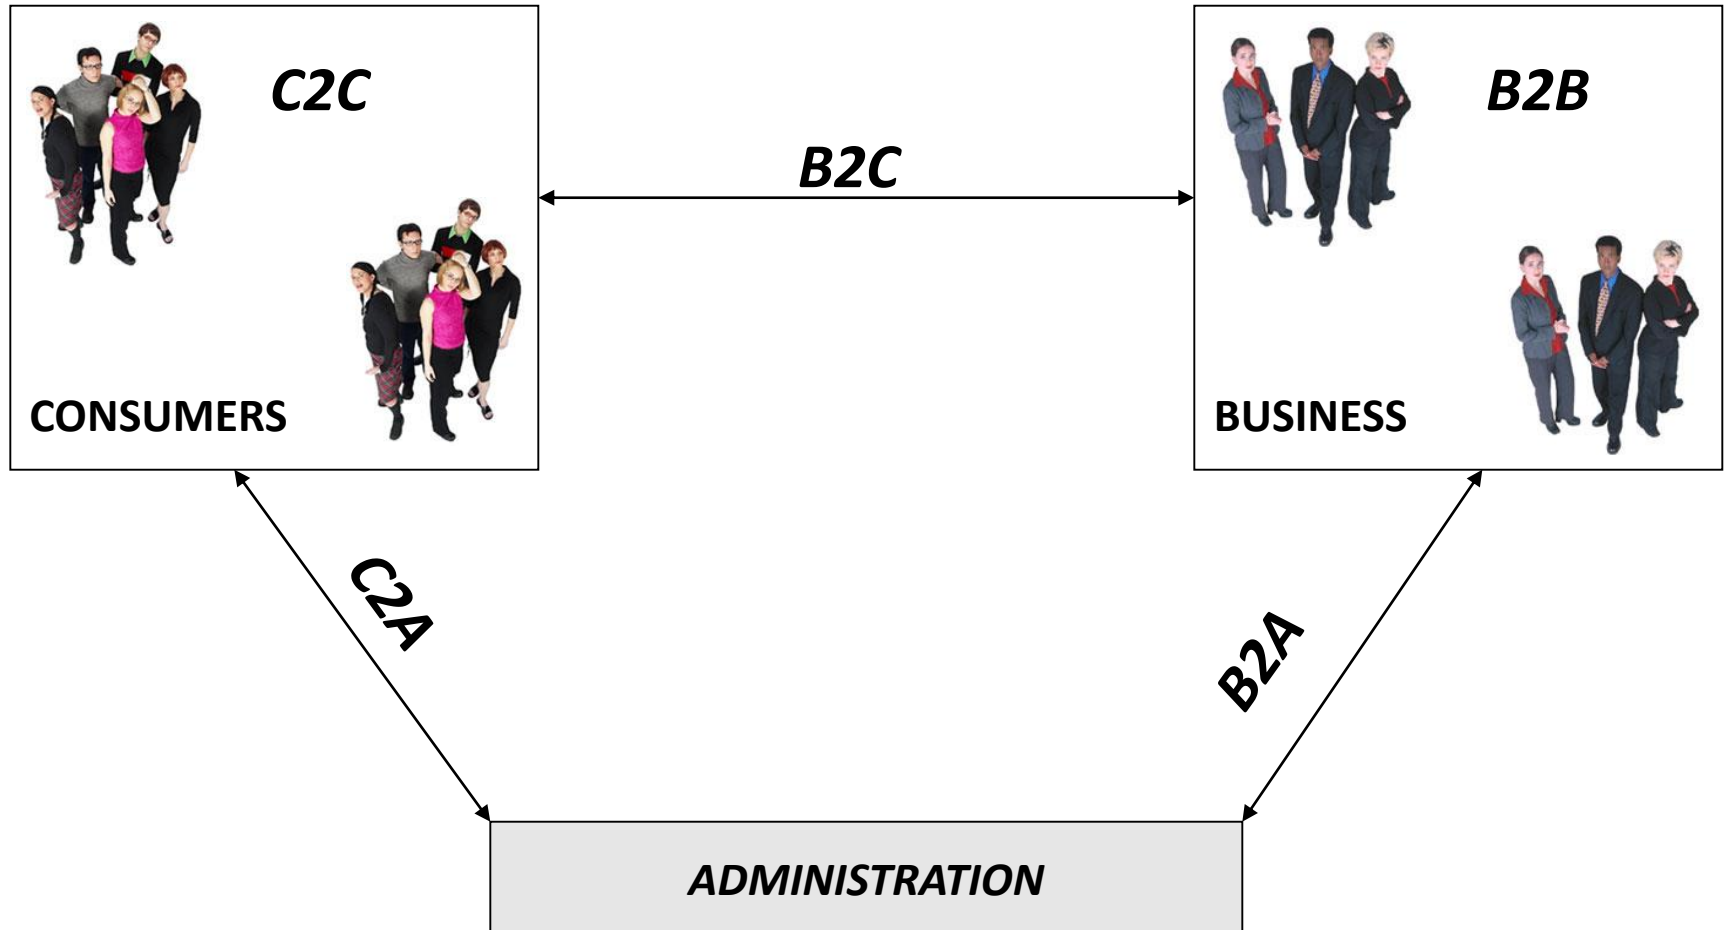 C2C
B2B
B2C
CONSUMERS
BUSINESS
C2A
B2A
ADMINISTRATION